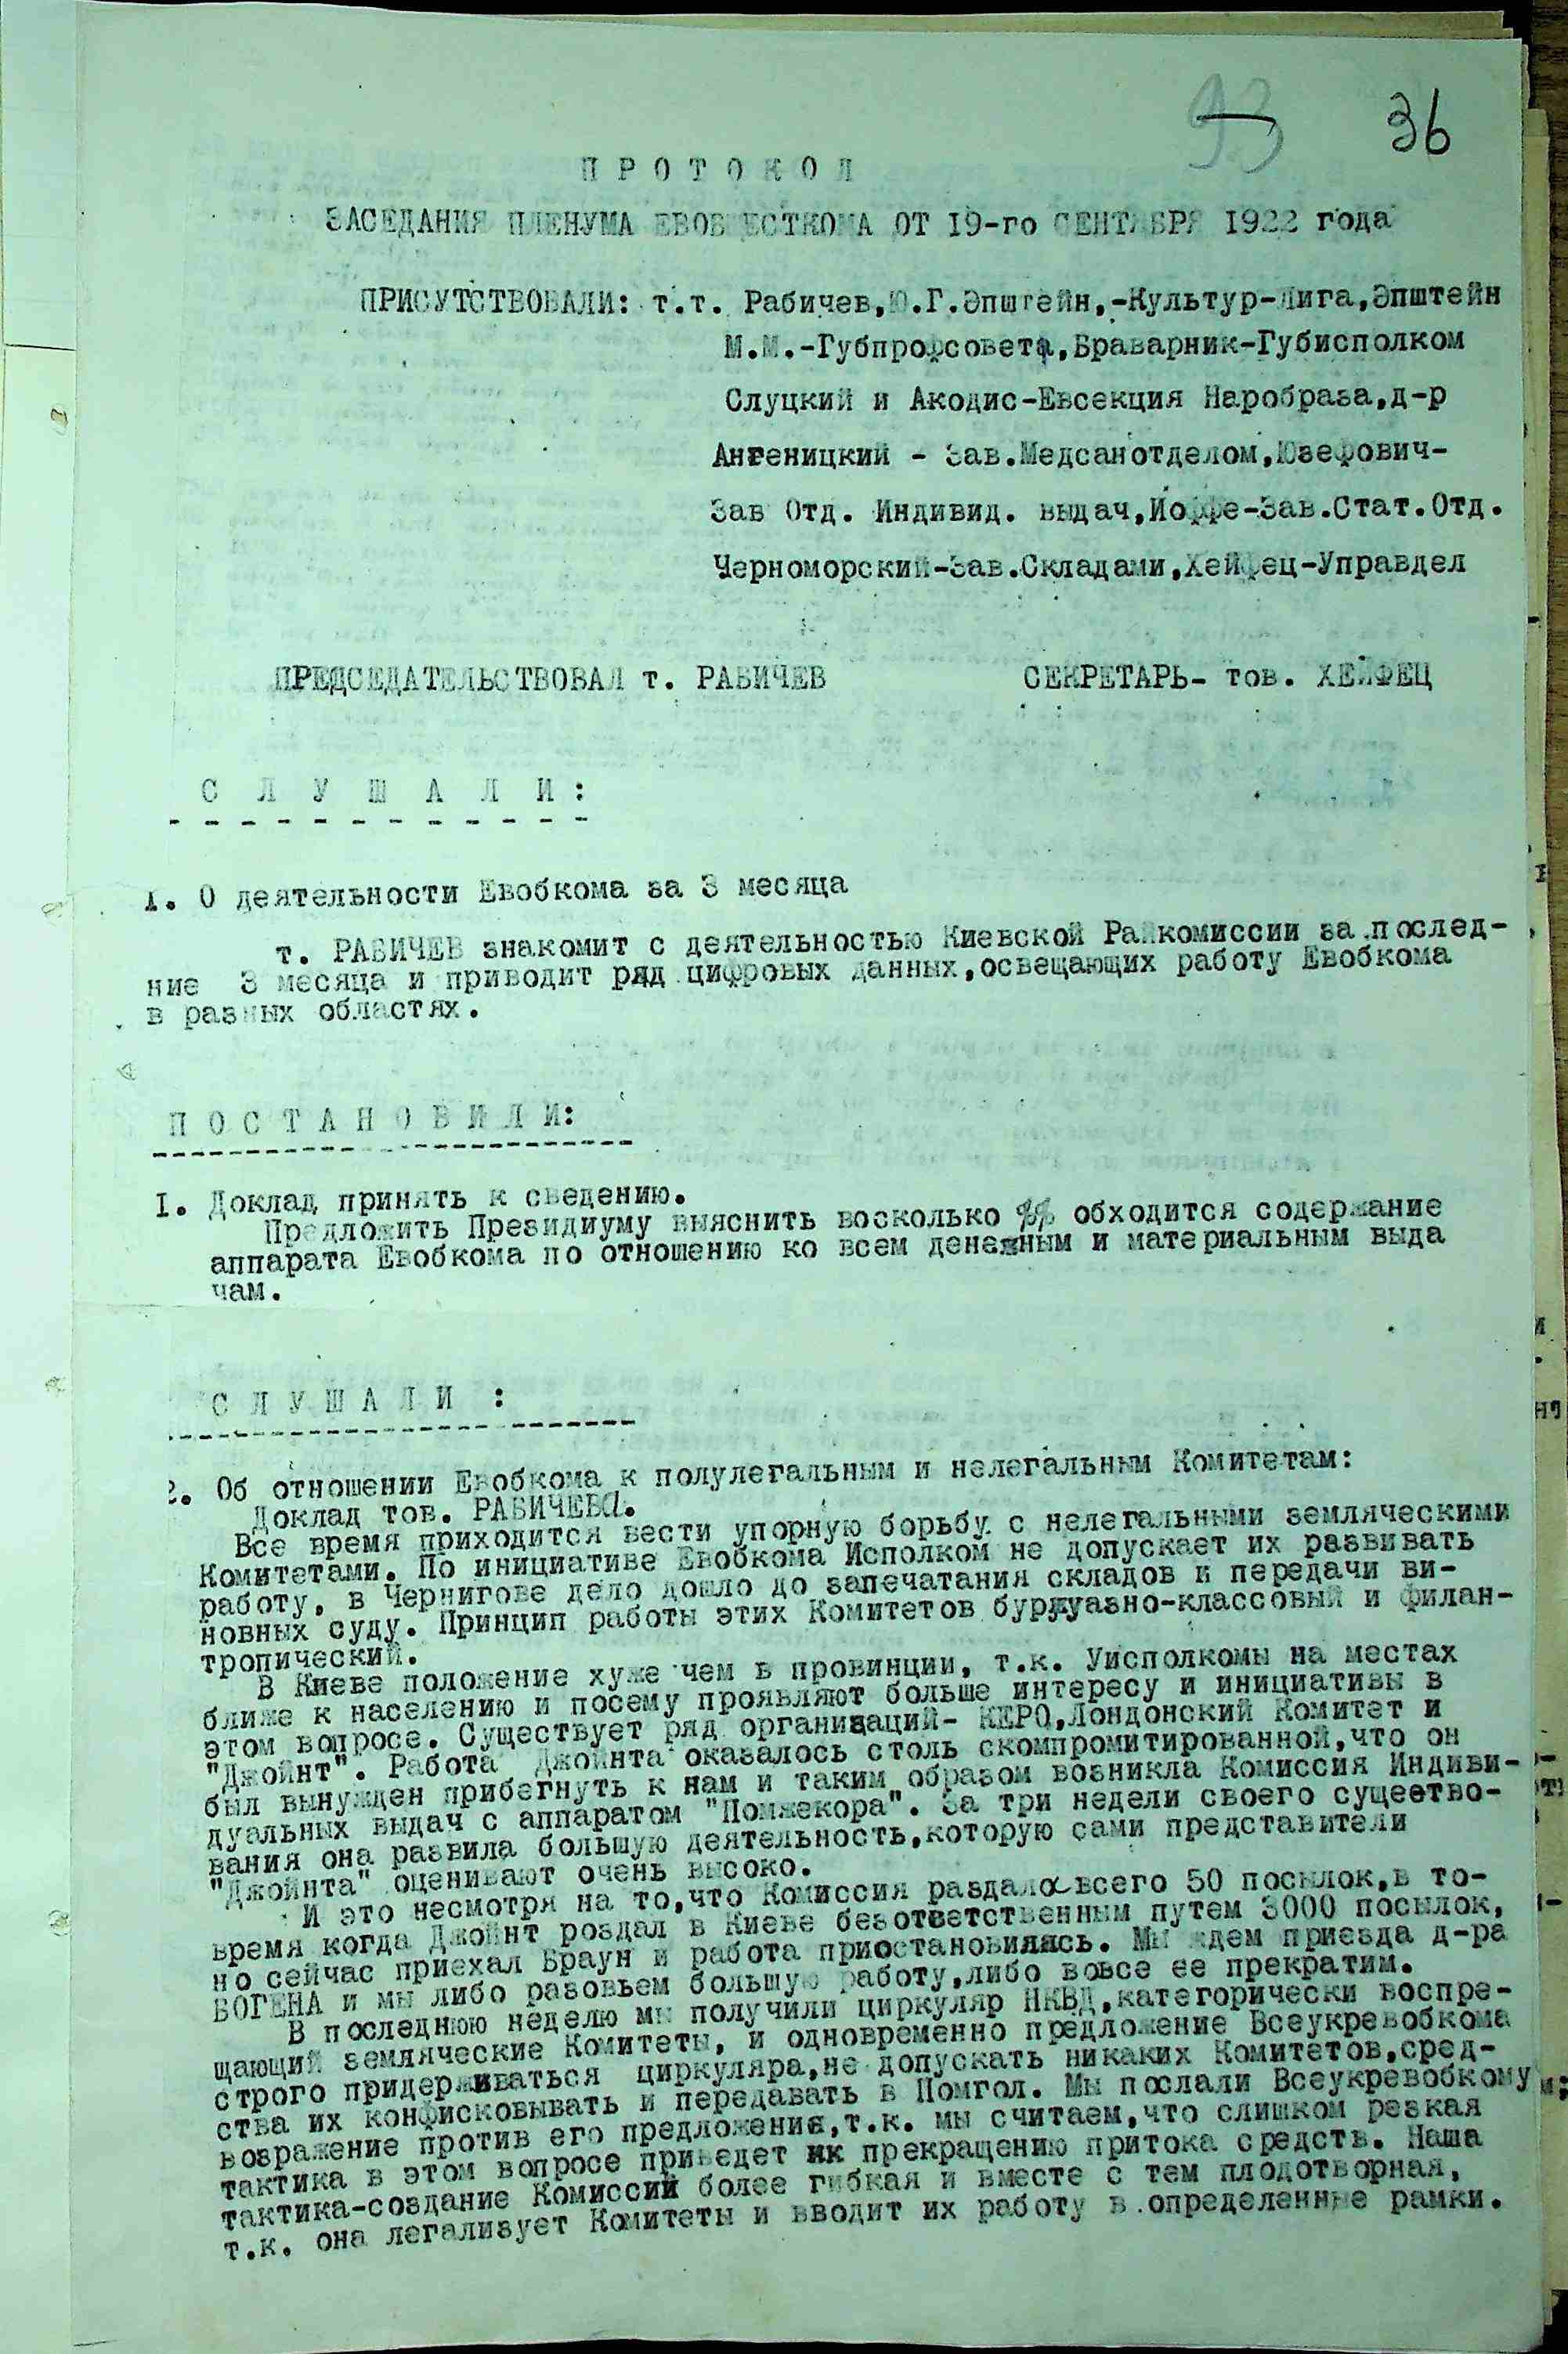 93 36
П Р О Т О К О Л
ЗАСЕДАНИЯ ПЛЕНУМА ЕВОБЩЕСТКОМА ОТ 19-го СЕНТЯБРЯ 1922 года
ПРИСУТСТВОВАЛИ: т.т. Рабичев,Ю.Г.Эпштейн,-Культур-Лига,Эпштейн
М.М.-Губпрофсовета,Браварник-Губисполком
Слуцкий и Акодис-Евсекция Наробраза,д-р
Ангеницкий - Зав.Медсанотделом,Юзефович-
Зав Отд. Индивид. выдач,Иоффе-Зав.Стат.Отд.
Черноморский-Зав.Складами,Хейфец-Управдел
ПРЕДСЕДАТЕЛЬСТВОВАЛ т. РАБИЧЕВ СЕКРЕТАРЬ- тов. ХЕЙФЕЦ
С Л У Ш А Л И :
1. О деятельности Евобкома за 3 месяца
т. РАБИЧЕВ знакомит с деятельностью Киевской Райкомиссии за послед-
ние 3 месяца и приводит ряд цифровых данных,освещающих работу Евобкома
в разных областях.
П О С Т А Н О В И Л И:
I. Доклад принять к сведению.
Предложить Президиуму выяснить восколько %% обходится содержание
аппарата Евобкома по отношению ко всем денежным и материальным выда
чам.
С Л У Ш А Л И :
2. Об отношении Евобкома к полулегальным и нелегальным Комитетам:
Доклад тов. РАБИЧЕВа.
Все время приходится вести упорную борьбу с нелегальными земляческими
Комитетами. По инициативе Евобкома Исполком не допускает их развивать
работу, в Чернигове дело дошло до запечатания складов и передачи ви-
новных суду. Принцип работы этих Комитетов буржуазно-классовый и филан-
тропический.
В Киеве положение хуже чем в провинции, т.к. Уисполкомы на местах
ближе к населению и посему проявляют больше интересу и инициативы в
этом вопросе. Существует ряд организаций- КЕРО,Лондонский Комитет и
"Джойнт". Работа Джойнта оказалось столь скомпромитированной,что он
был вынужден прибегнуть к нам и таким образом возникла Комиссия Индиви-
дуальных выдач с аппаратом "Помжекора". За три недели своего существо-
вания она развила большую деятельность,которую сами представители
"Джойнта" оценивают очень высоко.
И это несмотря на то,что Комиссия раздала всего 50 посылок,в то-
время когда Джойнт роздал в Киеве безответственным путем 3000 посылок,
но сейчас приехал Браун и работа приостановилась. Мы ждем приезда д-ра
БОГЕНА и мы либо разовьем большую работу,либо вовсе ее прекратим.
В последнюю неделю мы получили циркуляр НКВД,категорически воспре-
щающий земляческие Комитеты, и одновременно предложение Всеукревобкома
строго придерживаться циркуляра,не допускать никаких Комитетов,сред-
ства их конфисковывать и передавать в Помгол. Мы послали Всеукревобкому
возражение против его предложения,т.к. мы считаем,что слишком резкая
тактика в этом вопросе приведет к прекращению притока средств. Наша
тактика-создание Комиссий более гибкая и вместе с тем плодотворная,
т.к. она легализует Комитеты и вводит их работу в определенные рамки.